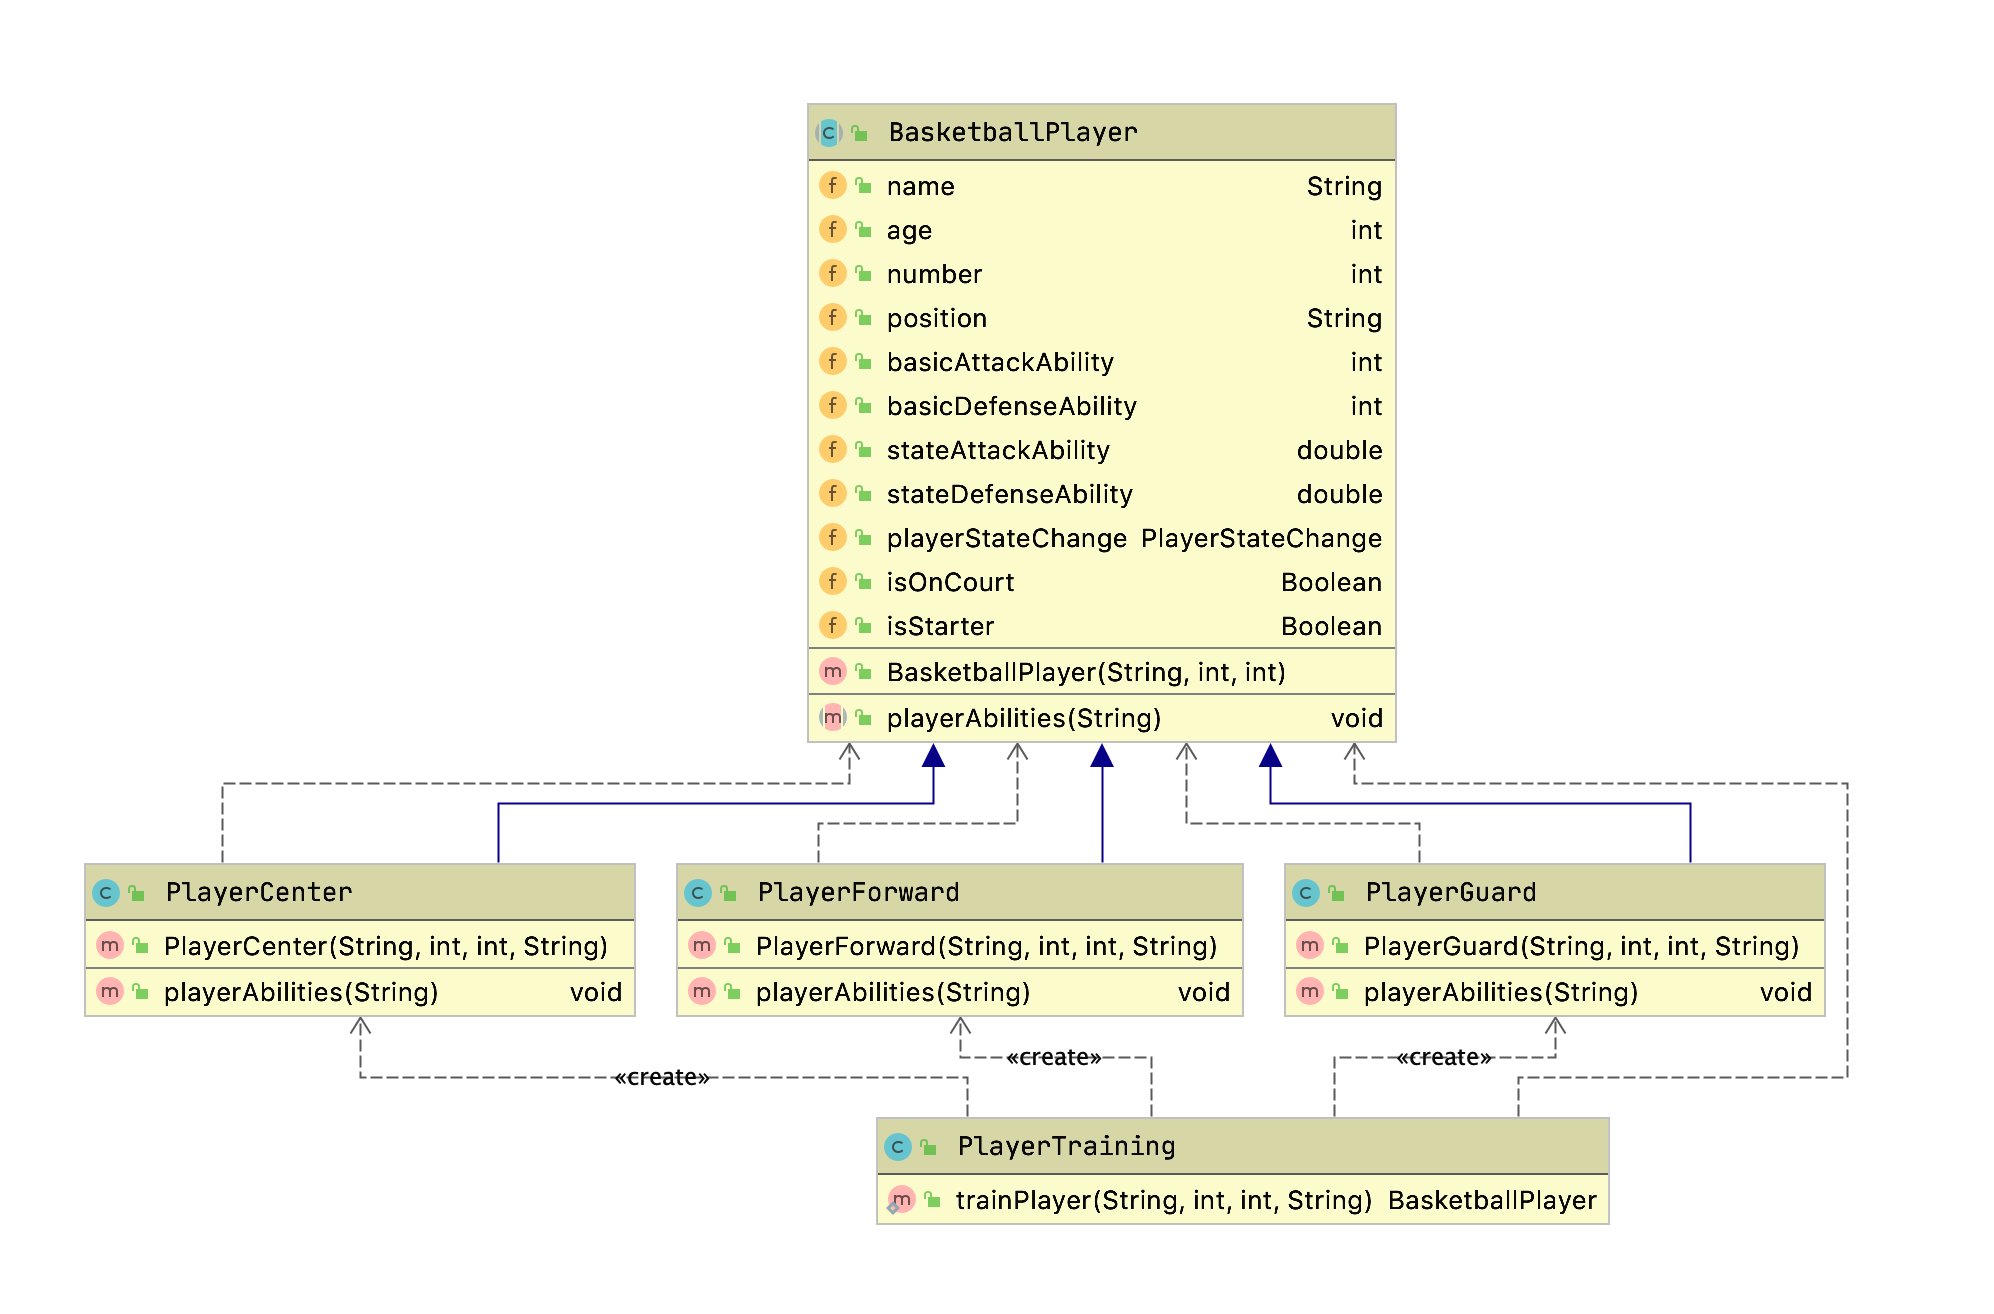 BasketballPlayer
name String
age int
number int
position String
basicAttackAbility int
basicDefenseAbility int
stateAttackAbility double
stateDefenseAbility double
playerStateChange PlayerStateChange
isOnCourt Boolean
isStarter Boolean
BasketballPlayer(String, int, int)
playerAbilities(String) void
PlayerCenter
PlayerCenter(String, int, int, String)
playerAbilities(String) void
PlayerForward
PlayerForward(String, int, int, String)
playerAbilities(String) void
PlayerGuard
PlayerGuard(String, int, int, String)
playerAbilities(String) void
«create»
«create»
«create»
PlayerTraining
trainPlayer(String, int, int, String) BasketballPlayer